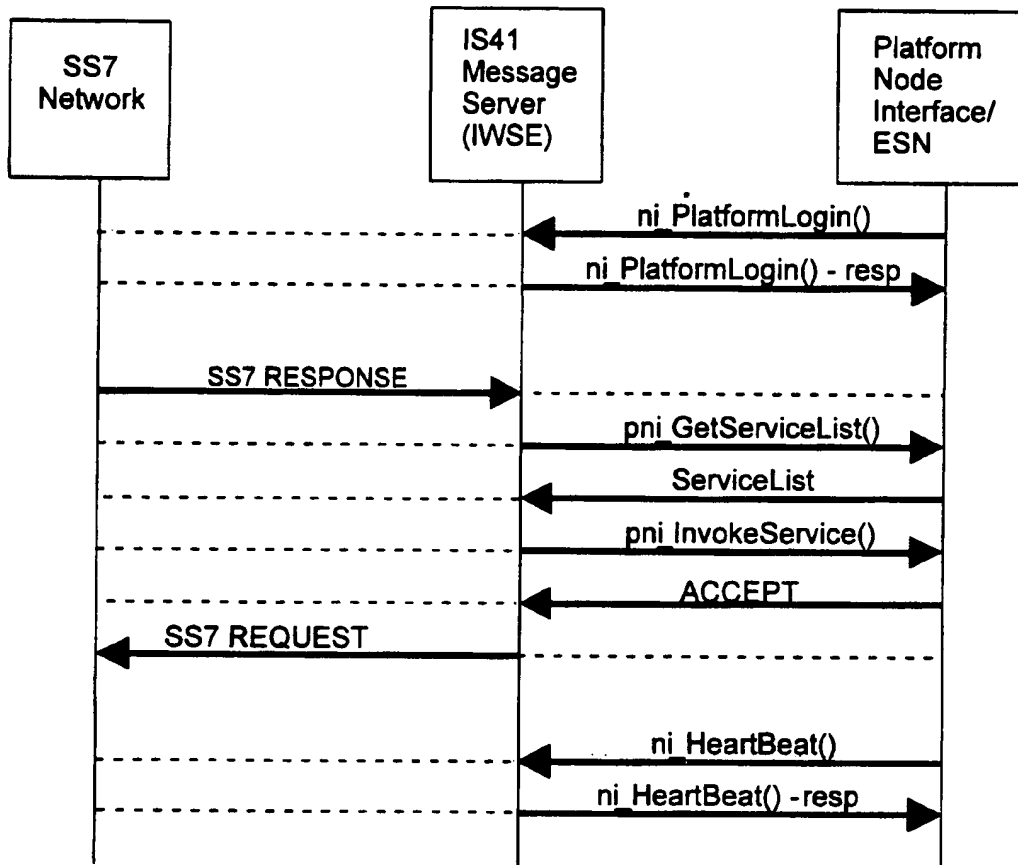 SS7
Network
IS41
Message
Server
(IWSE)
Platform
Node
Interface/
ESN
ni_PlatformLogin()
ni_PlatformLogin() - resp
SS7 RESPONSE
pni_GetServiceList()
ServiceList
pni_InvokeService()
ACCEPT
SS7 REQUEST
ni_HeartBeat()
ni_HeartBeat() -resp